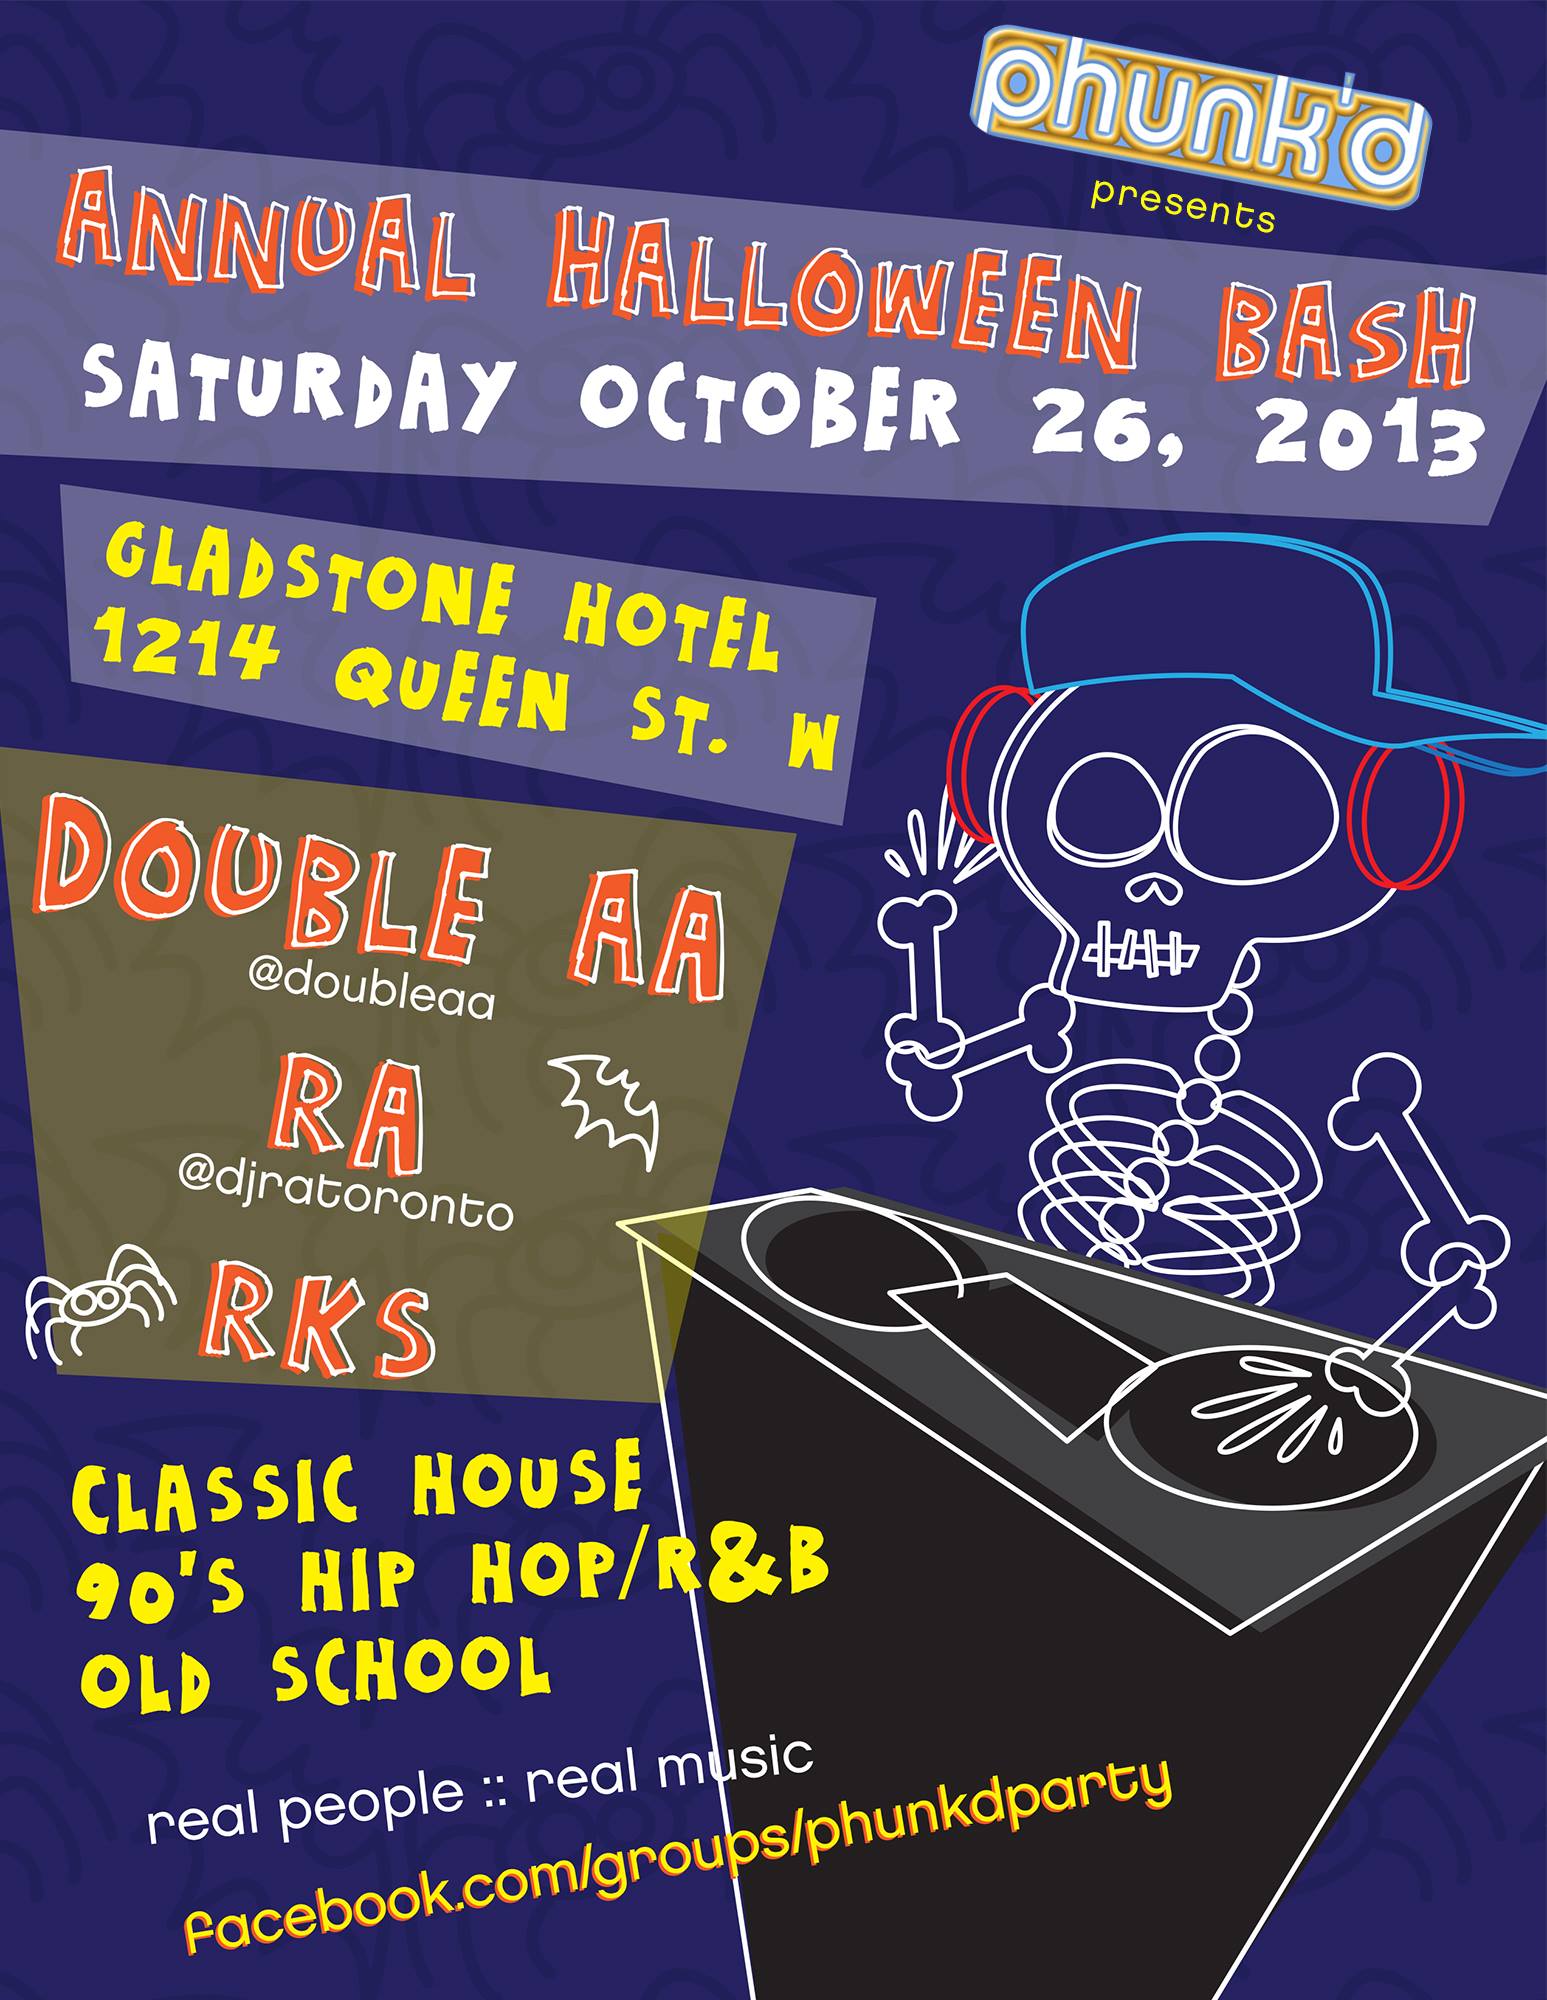 phunk'd
presents
ANNUAL HALLOWEEN BASH
SATURDAY OCTOBER 26, 2013
GLADSTONE HOTEL
1214 QUEEN ST. W
DOUBLE AA
@doubleaa
RA
@djratoronto
RKS
CLASSIC HOUSE
90'S HIP HOP/R&B
OLD SCHOOL
real people :: real music
facebook.com/groups/phunkdparty